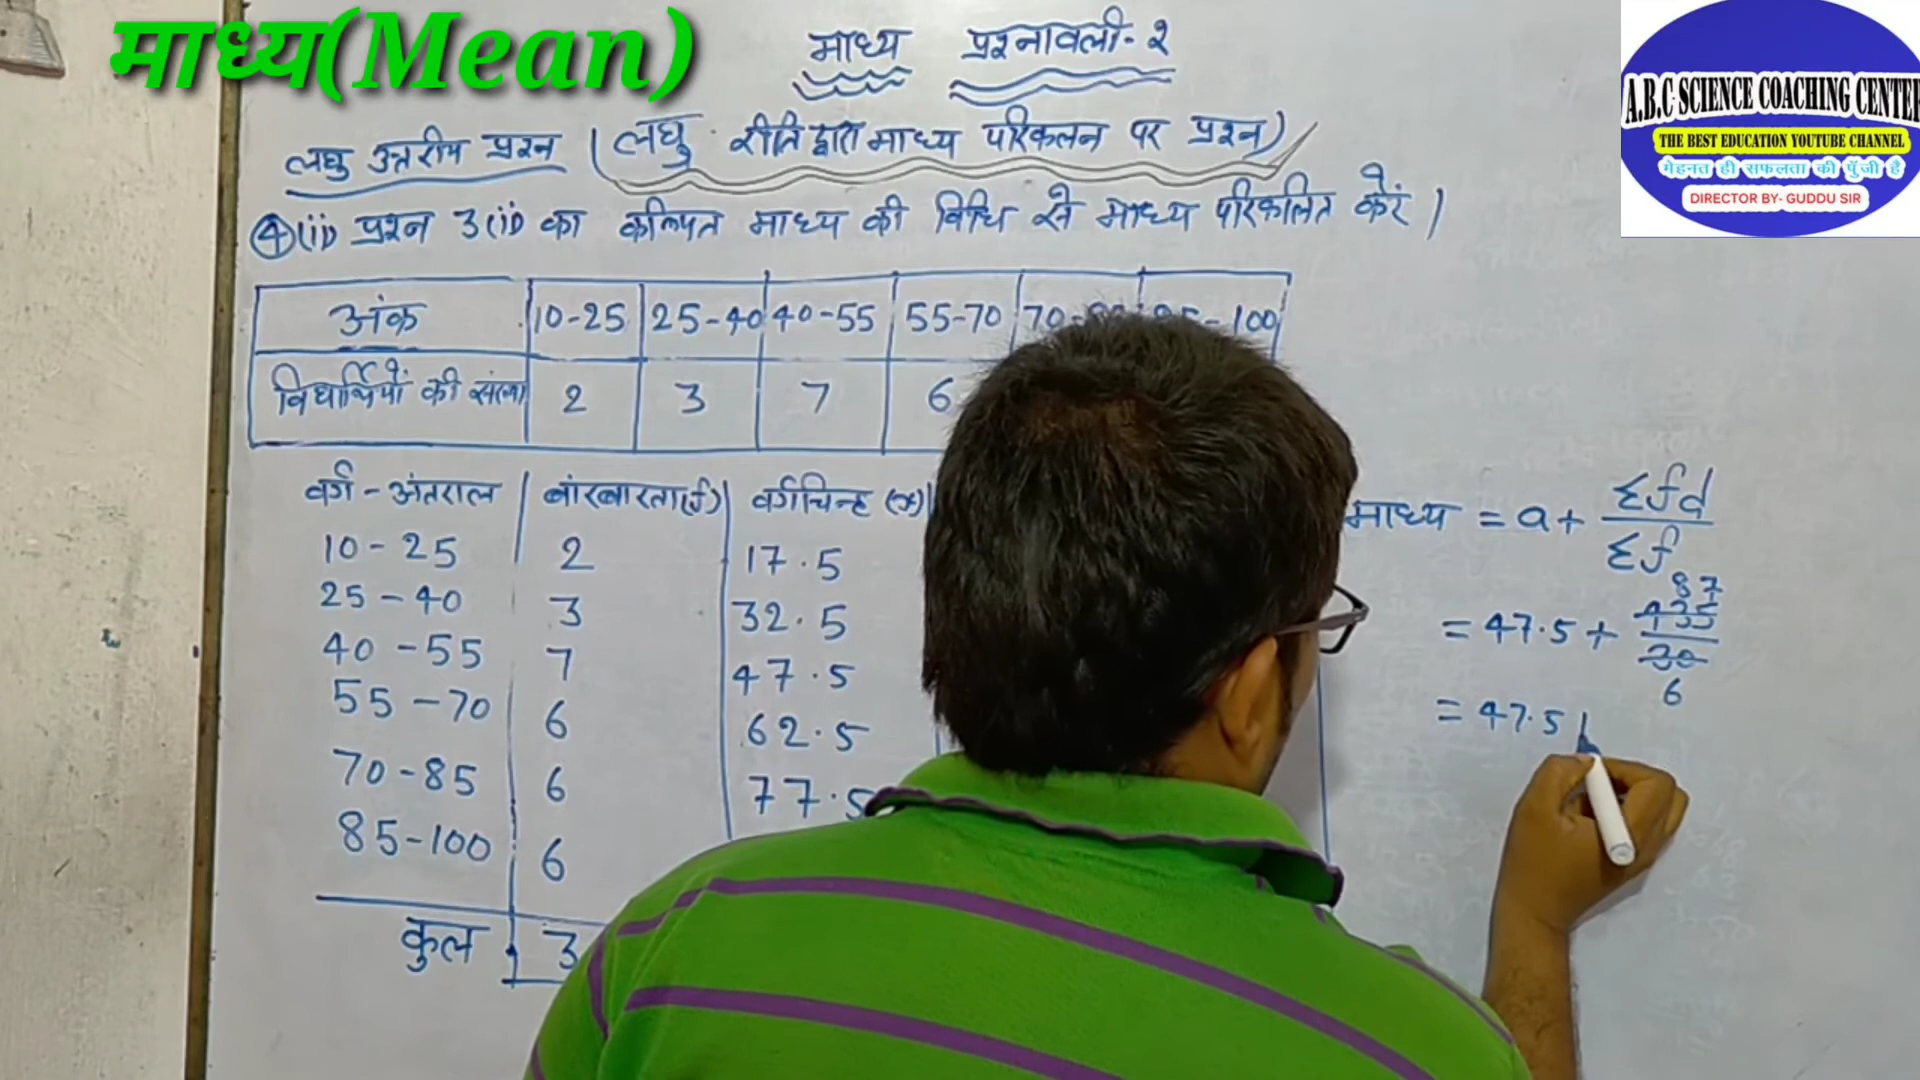 माध्य(Mean)
माध्य प्रश्नावली-२
A.B.C SCIENCE COACHING CENTER
THE BEST EDUCATION YOUTUBE CHANNEL
मेहनत ही सफलता की पुँजी है
DIRECTOR BY- GUDDU SIR
लघु उत्तरीय प्रश्न (लघु रीति द्वारा माध्य परिकलन पर प्रश्न)
④(ii) प्रश्न 3(ii) का कल्पित माध्य की विधि से माध्य परिकलित करें।
अंक 10-25 25-40 40-55 55-70 70- -100
विधार्थियों की संख्या 2 3 7 6
वर्ग-अंतराल बारंबारता(f) वर्गचिन्ह (x)
10-25 2 17.5
25-40 3 32.5
40-55 7 47.5
55-70 6 62.5
70-85 6 77.5
85-100 6
कुल 3
माध्य = a + Σfd / Σf
87
= 47.5 + 435 / 30
6
= 47.5